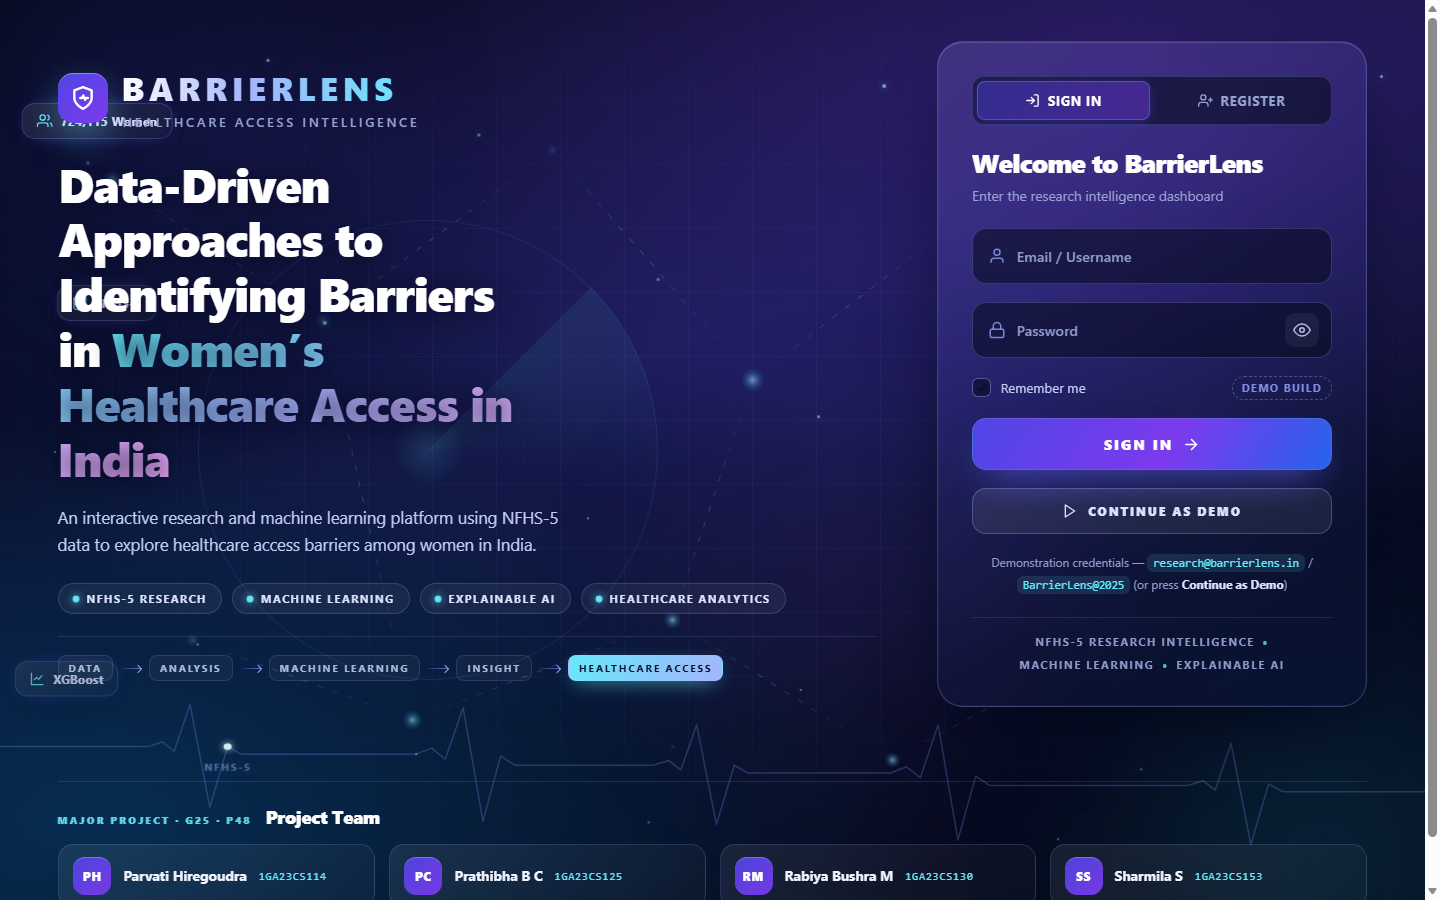 BARRIERLENS
HEALTHCARE ACCESS INTELLIGENCE
Women
Data-Driven
Approaches to
Identifying Barriers
in Women’s
Healthcare Access in
India
An interactive research and machine learning platform using NFHS-5
data to explore healthcare access barriers among women in India.
NFHS-5 RESEARCH
MACHINE LEARNING
EXPLAINABLE AI
HEALTHCARE ANALYTICS
DATA
ANALYSIS
MACHINE LEARNING
INSIGHT
HEALTHCARE ACCESS
XGBoost
NFHS-5
SIGN IN
REGISTER
Welcome to BarrierLens
Enter the research intelligence dashboard
Email / Username
Password
Remember me
DEMO BUILD
SIGN IN
CONTINUE AS DEMO
Demonstration credentials — research@barrierlens.in /
BarrierLens@2025 (or press Continue as Demo)
NFHS-5 RESEARCH INTELLIGENCE •
MACHINE LEARNING • EXPLAINABLE AI
MAJOR PROJECT · G25 · P48 Project Team
PH Parvati Hiregoudra 1GA23CS114
PC Prathibha B C 1GA23CS125
RM Rabiya Bushra M 1GA23CS130
SS Sharmila S 1GA23CS153